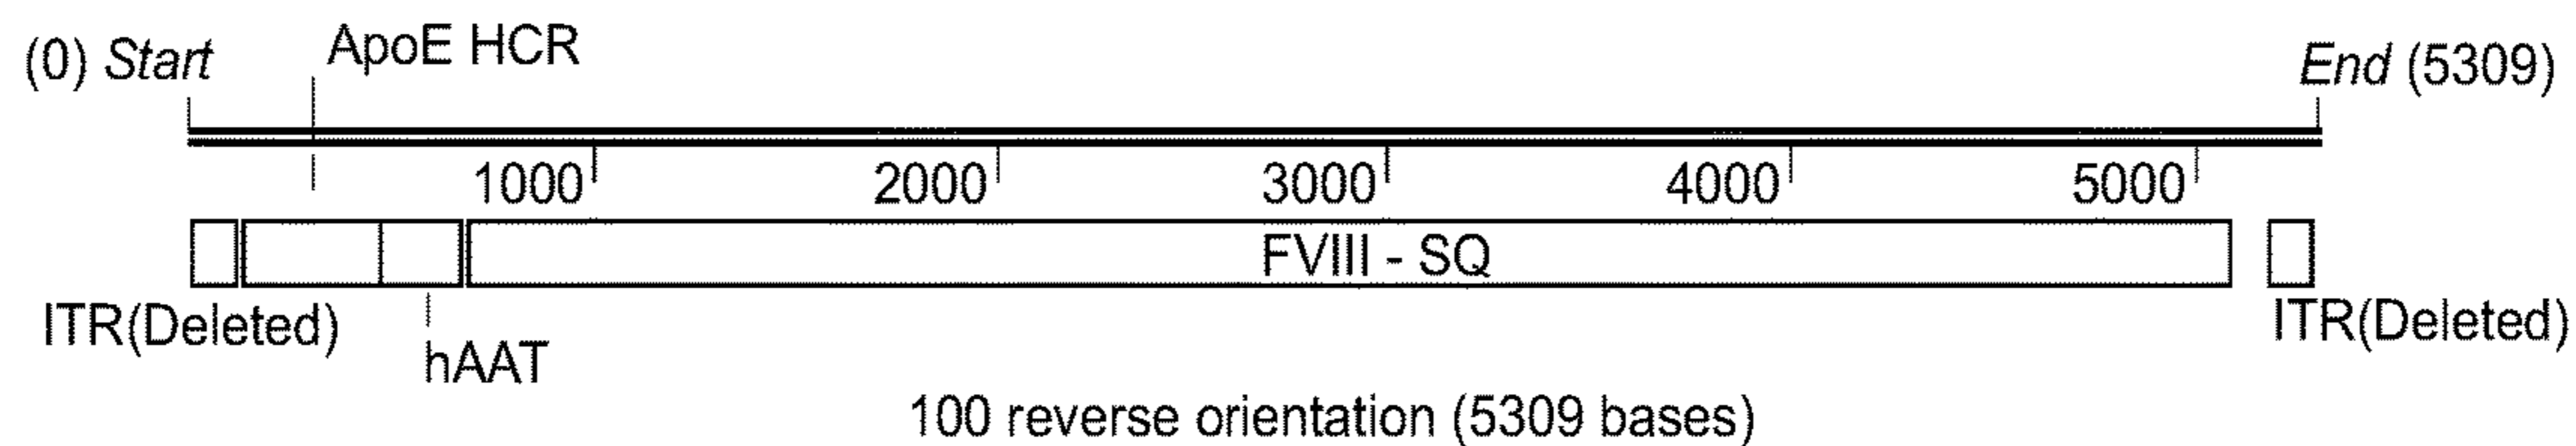 (0) Start
ApoE HCR
End (5309)
1000
2000
3000
4000
5000
FVIII - SQ
ITR(Deleted)
hAAT
ITR(Deleted)
100 reverse orientation (5309 bases)